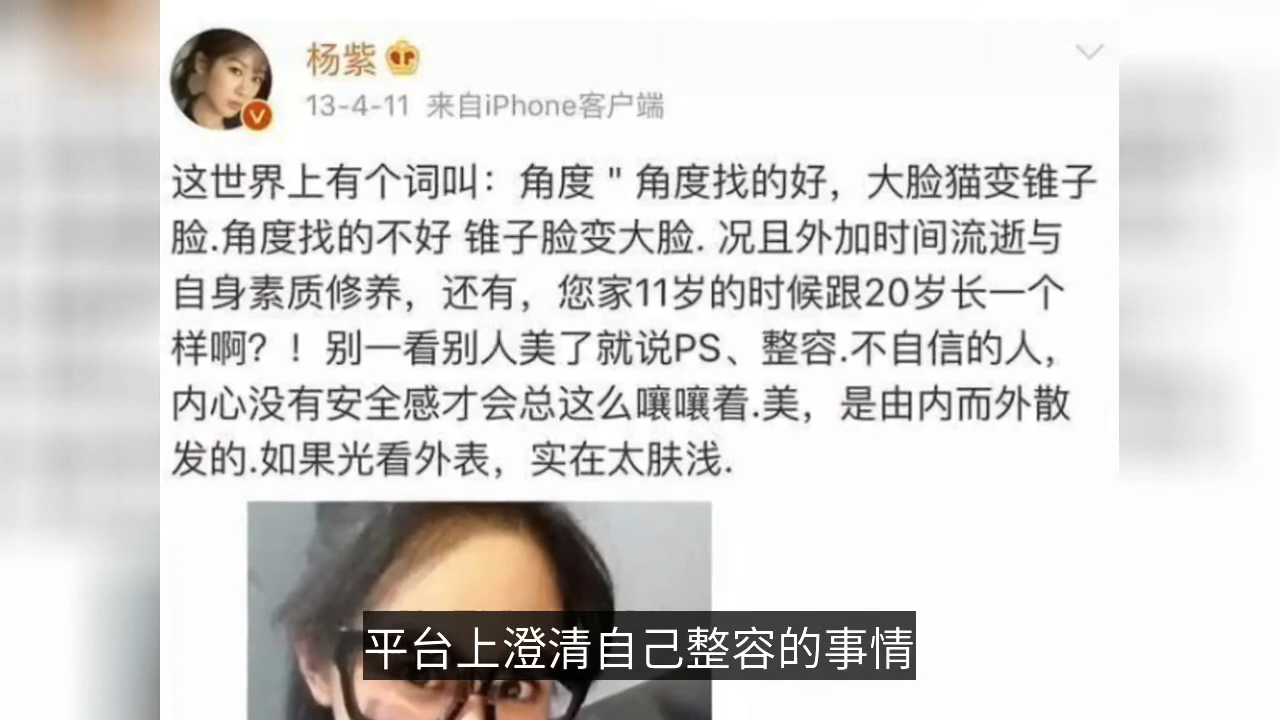 杨紫
13-4-11 来自iPhone客户端
这世界上有个词叫：角度 " 角度找的好，大脸猫变锥子
脸.角度找的不好 锥子脸变大脸. 况且外加时间流逝与
自身素质修养，还有，您家11岁的时候跟20岁长一个
样啊？！别一看别人美了就说PS、整容.不自信的人，
内心没有安全感才会总这么嚷嚷着.美，是由内而外散
发的.如果光看外表，实在太肤浅.
平台上澄清自己整容的事情